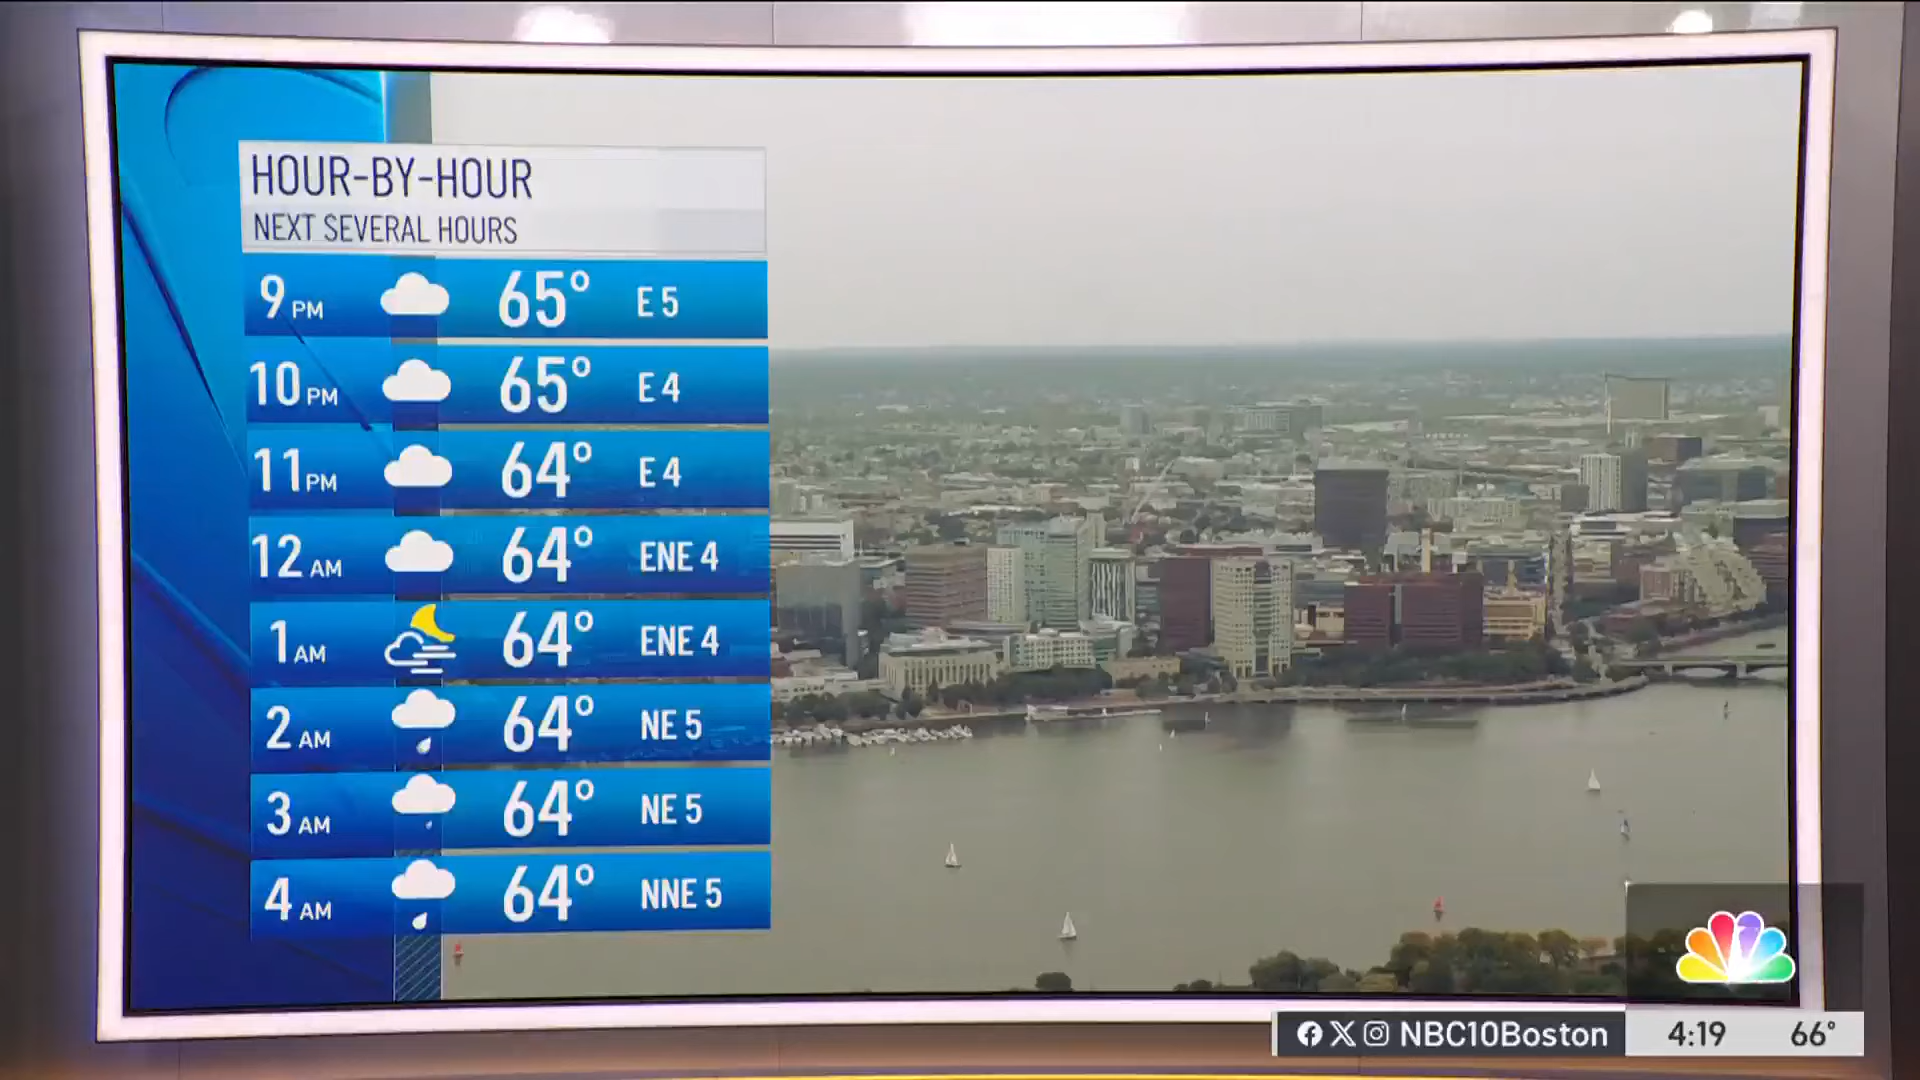 HOUR-BY-HOUR
NEXT SEVERAL HOURS
9 PM 65° E 5
10 PM 65° E 4
11 PM 64° E 4
12 AM 64° ENE 4
1 AM 64° ENE 4
2 AM 64° NE 5
3 AM 64° NE 5
4 AM 64° NNE 5
NBC10Boston 4:19 66°